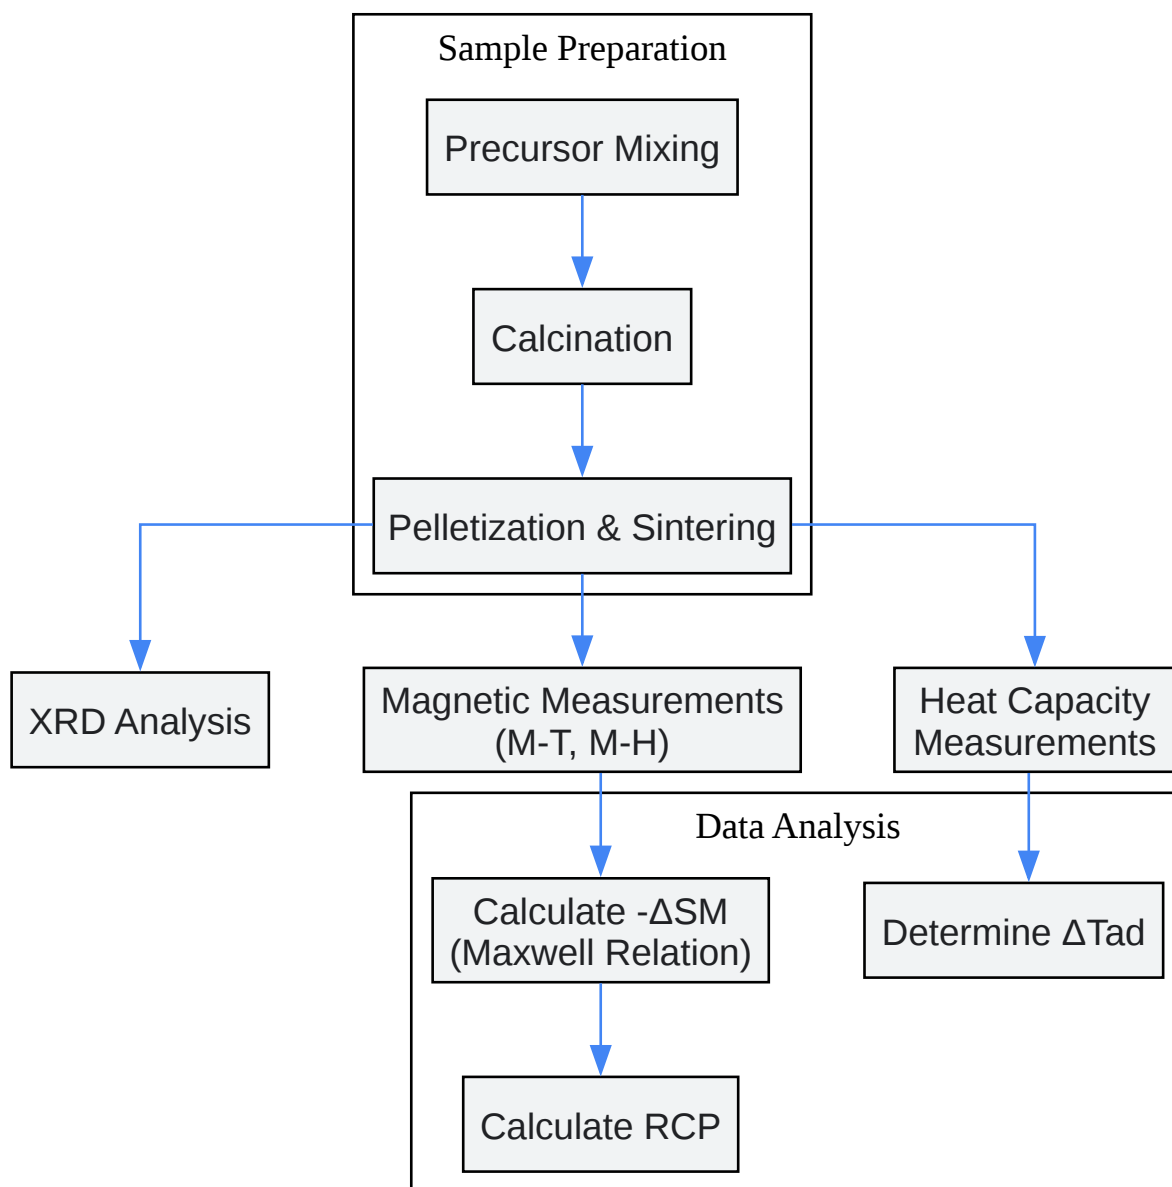 Sample Preparation
Precursor Mixing
Calcination
Pelletization & Sintering
XRD Analysis
Magnetic Measurements
(M-T, M-H)
Heat Capacity
Measurements
Data Analysis
Calculate -ΔSM
(Maxwell Relation)
Determine ΔTad
Calculate RCP